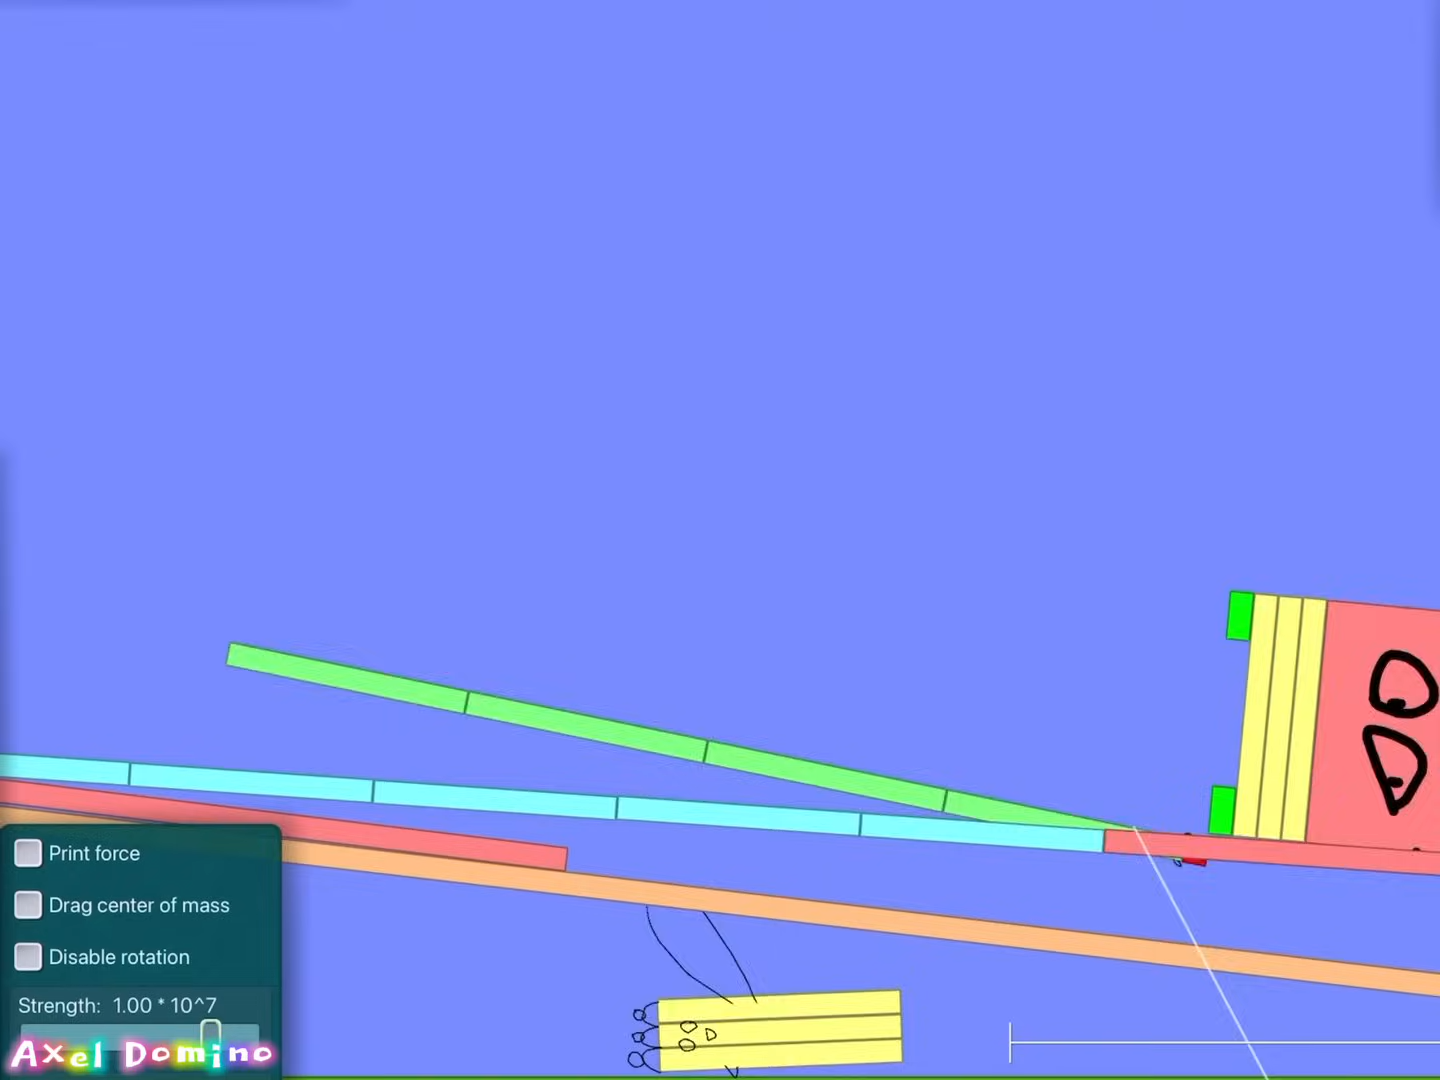 Print force
Drag center of mass
Disable rotation
Strength: 1.00 * 10^7
Axel Domino